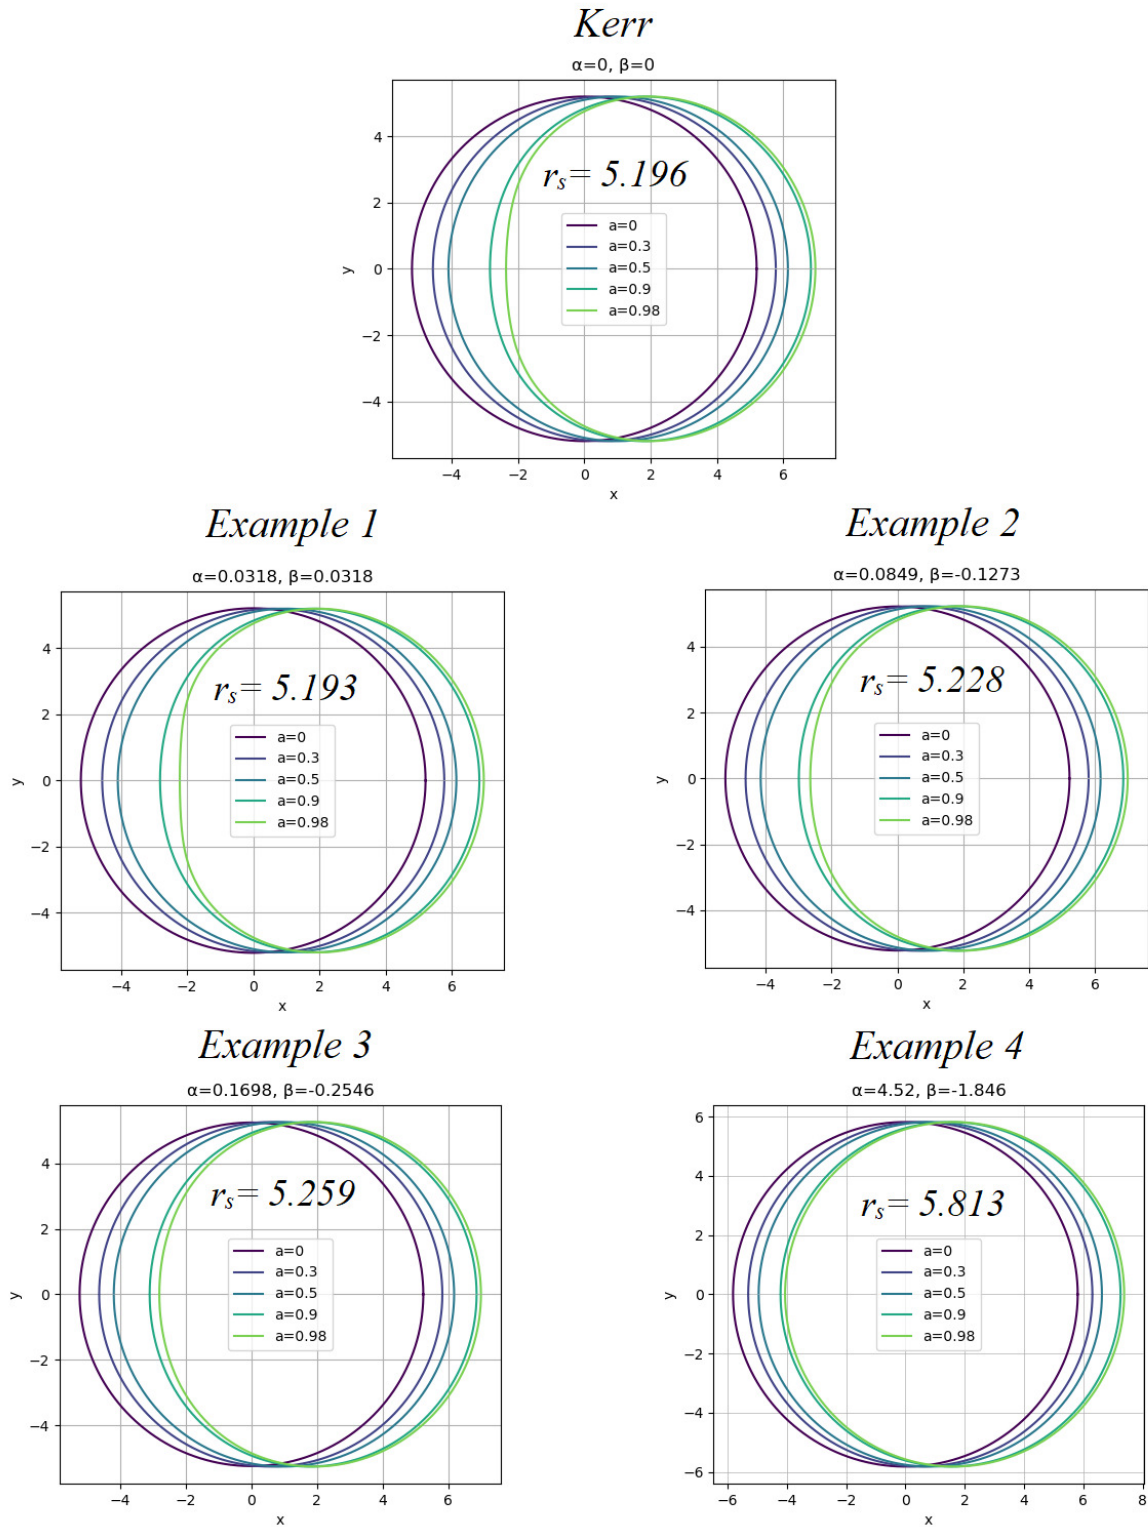 Kerr
α=0, β=0
4
2
0
−2
−4
y
rs= 5.196
a=0
a=0.3
a=0.5
a=0.9
a=0.98
−4 −2 0 2 4 6
x
Example 1
α=0.0318, β=0.0318
4
2
0
−2
−4
y
rs= 5.193
a=0
a=0.3
a=0.5
a=0.9
a=0.98
−4 −2 0 2 4 6
x
Example 2
α=0.0849, β=-0.1273
4
2
0
−2
−4
y
rs= 5.228
a=0
a=0.3
a=0.5
a=0.9
a=0.98
−4 −2 0 2 4 6
x
Example 3
α=0.1698, β=-0.2546
4
2
0
−2
−4
y
rs= 5.259
a=0
a=0.3
a=0.5
a=0.9
a=0.98
−4 −2 0 2 4 6
x
Example 4
α=4.52, β=-1.846
6
4
2
0
−2
−4
−6
y
rs= 5.813
a=0
a=0.3
a=0.5
a=0.9
a=0.98
−6 −4 −2 0 2 4 6 8
x